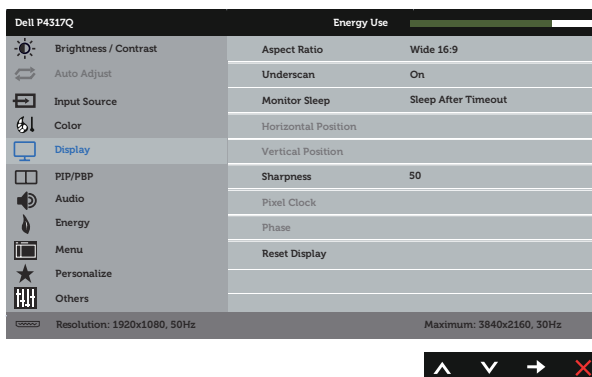 Dell P4317Q Energy Use
Brightness / Contrast Aspect Ratio Wide 16:9
Auto Adjust Underscan On
Input Source Monitor Sleep Sleep After Timeout
Color Horizontal Position
Display Vertical Position
PIP/PBP Sharpness 50
Audio Pixel Clock
Energy Phase
Menu Reset Display
Personalize
Others
Resolution: 1920x1080, 50Hz Maximum: 3840x2160, 30Hz